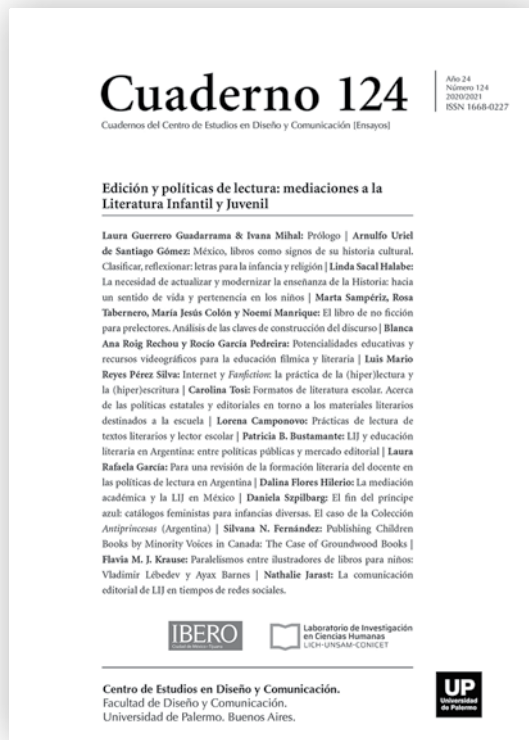 Cuaderno 124
Año 24
Número 124
2020/2021
ISSN 1668-0227
Cuadernos del Centro de Estudios en Diseño y Comunicación [Ensayos]
Edición y políticas de lectura: mediaciones a la
Literatura Infantil y Juvenil
Laura Guerrero Guadarrama & Ivana Mihal: Prólogo | Arnulfo Uriel
de Santiago Gómez: México, libros como signos de su historia cultural.
Clasificar, reflexionar: letras para la infancia y religión | Linda Sacal Halabe:
La necesidad de actualizar y modernizar la enseñanza de la Historia: hacia
un sentido de vida y pertenencia en los niños | Marta Sampériz, Rosa
Tabernero, María Jesús Colón y Noemí Manrique: El libro de no ficción
para prelectores. Análisis de las claves de construcción del discurso | Blanca
Ana Roig Rechou y Rocío García Pedreira: Potencialidades educativas y
recursos videográficos para la educación fílmica y literaria | Luis Mario
Reyes Pérez Silva: Internet y Fanfiction: la práctica de la (hiper)lectura y
la (hiper)escritura | Carolina Tosi: Formatos de literatura escolar. Acerca
de las políticas estatales y editoriales en torno a los materiales literarios
destinados a la escuela | Lorena Camponovo: Prácticas de lectura de
textos literarios y lector escolar | Patricia B. Bustamante: LIJ y educación
literaria en Argentina: entre políticas públicas y mercado editorial | Laura
Rafaela García: Para una revisión de la formación literaria del docente en
las políticas de lectura en Argentina | Dalina Flores Hilerio: La mediación
académica y la LIJ en México | Daniela Szpilbarg: El fin del príncipe
azul: catálogos feministas para infancias diversas. El caso de la Colección
Antiprincesas (Argentina) | Silvana N. Fernández: Publishing Children
Books by Minority Voices in Canada: The Case of Groundwood Books |
Flavia M. J. Krause: Paralelismos entre ilustradores de libros para niños:
Vladimir Lébedev y Ayax Barnes | Nathalie Jarast: La comunicación
editorial de LIJ en tiempos de redes sociales.
IBERO
Ciudad de México · Tijuana
Laboratorio de Investigación
en Ciencias Humanas
LICH-UNSAM-CONICET
Centro de Estudios en Diseño y Comunicación.
Facultad de Diseño y Comunicación.
Universidad de Palermo. Buenos Aires.
UP
Universidad
de Palermo